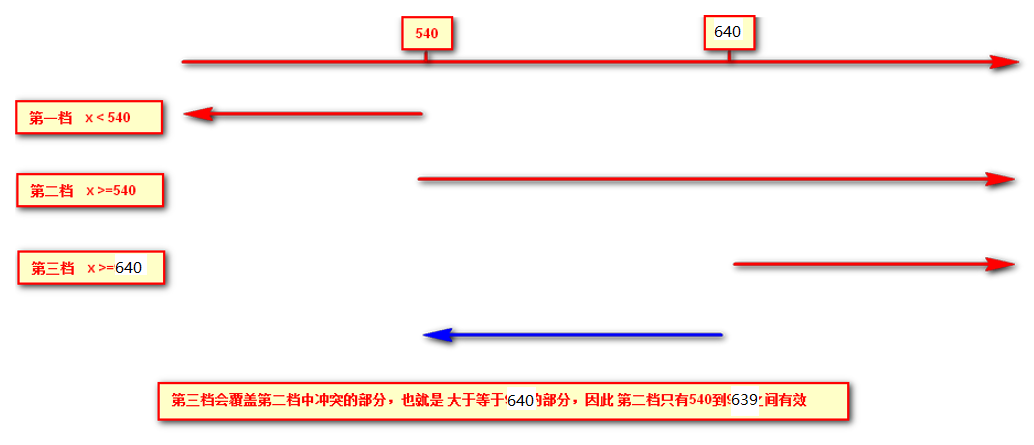 540
640
第一档 x < 540
第二档 x >=540
第三档 x >=640
第三档会覆盖第二档中冲突的部分，也就是 大于等于640的部分，因此 第二档只有540到639之间有效